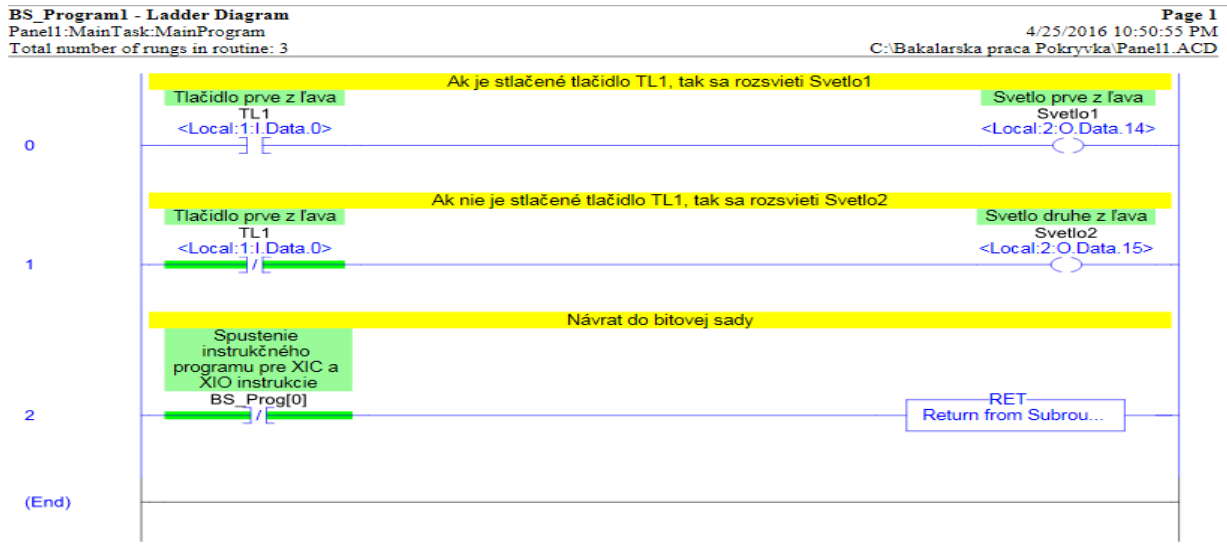 BS_Program1 - Ladder Diagram
Page 1
Panel1:MainTask:MainProgram
4/25/2016 10:50:55 PM
Total number of rungs in routine: 3
C:\Bakalarska praca Pokryvka\Panel1.ACD
Ak je stlačené tlačidlo TL1, tak sa rozsvieti Svetlo1
Tlačidlo prve z ľava
Svetlo prve z ľava
TL1
Svetlo1
<Local:1:I.Data.0>
<Local:2:O.Data.14>
0
Ak nie je stlačené tlačidlo TL1, tak sa rozsvieti Svetlo2
Tlačidlo prve z ľava
Svetlo druhe z ľava
TL1
Svetlo2
<Local:1:I.Data.0>
<Local:2:O.Data.15>
1
Návrat do bitovej sady
Spustenie
instrukčného
programu pre XIC a
XIO instrukcie
BS_Prog[0]
RET
2
Return from Subrou...
(End)